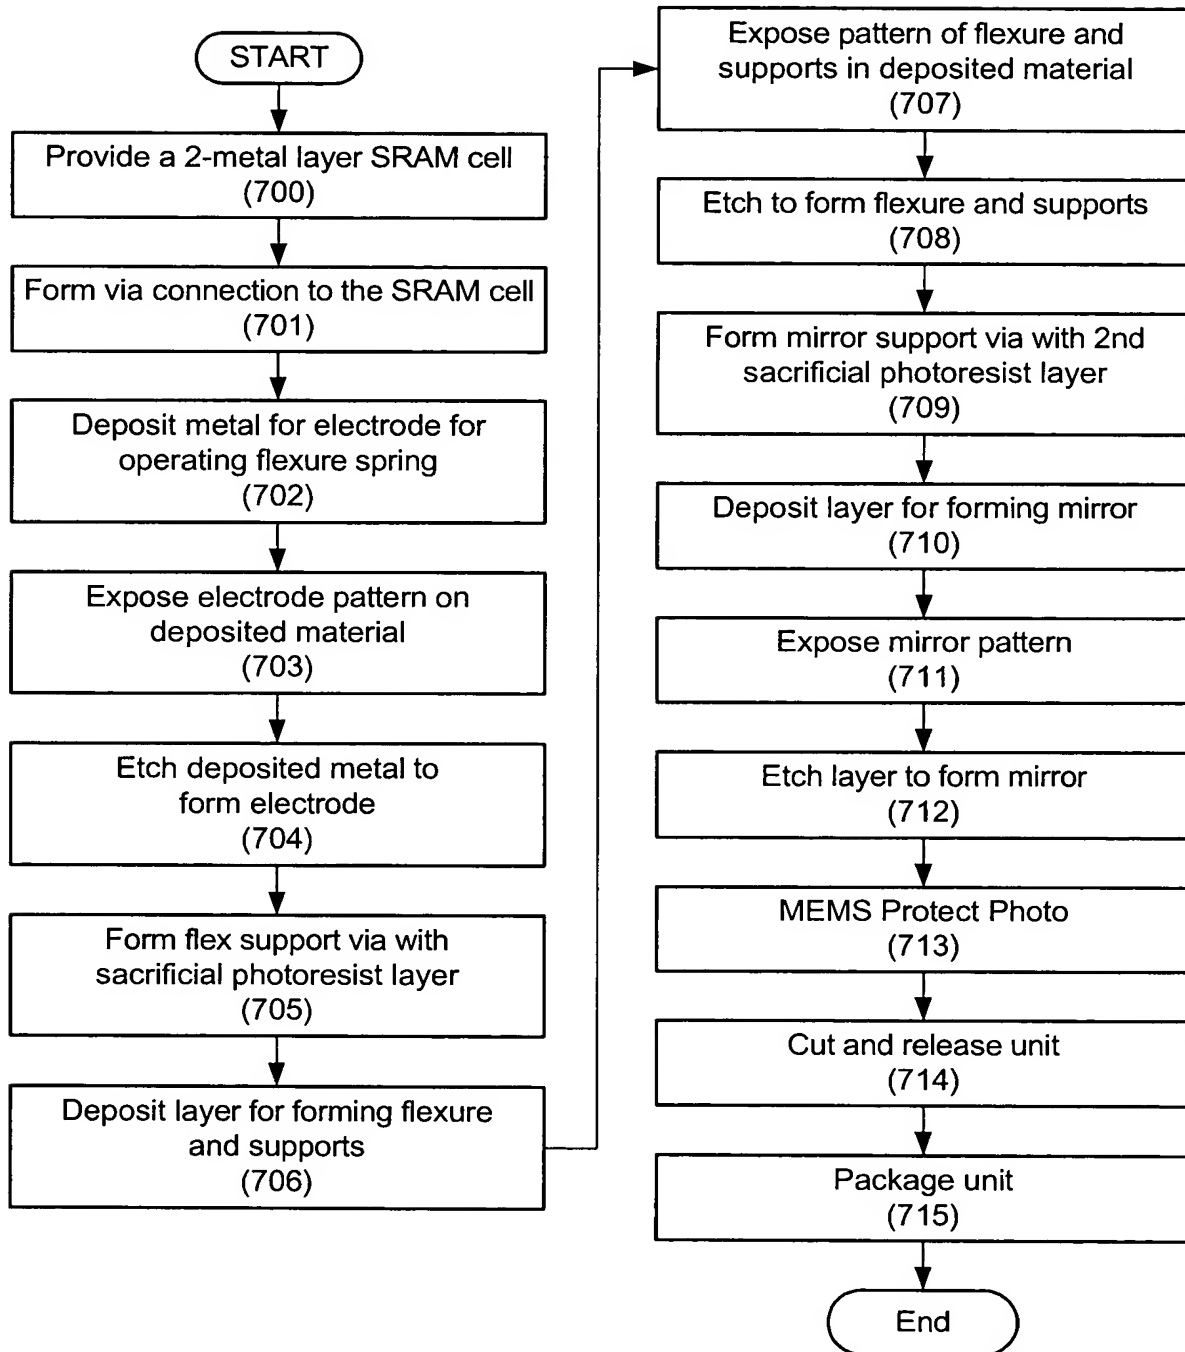 START
Provide a 2-metal layer SRAM cell
(700)
Form via connection to the SRAM cell
(701)
Deposit metal for electrode for
operating flexure spring
(702)
Expose electrode pattern on
deposited material
(703)
Etch deposited metal to
form electrode
(704)
Form flex support via with
sacrificial photoresist layer
(705)
Deposit layer for forming flexure
and supports
(706)
Expose pattern of flexure and
supports in deposited material
(707)
Etch to form flexure and supports
(708)
Form mirror support via with 2nd
sacrificial photoresist layer
(709)
Deposit layer for forming mirror
(710)
Expose mirror pattern
(711)
Etch layer to form mirror
(712)
MEMS Protect Photo
(713)
Cut and release unit
(714)
Package unit
(715)
End